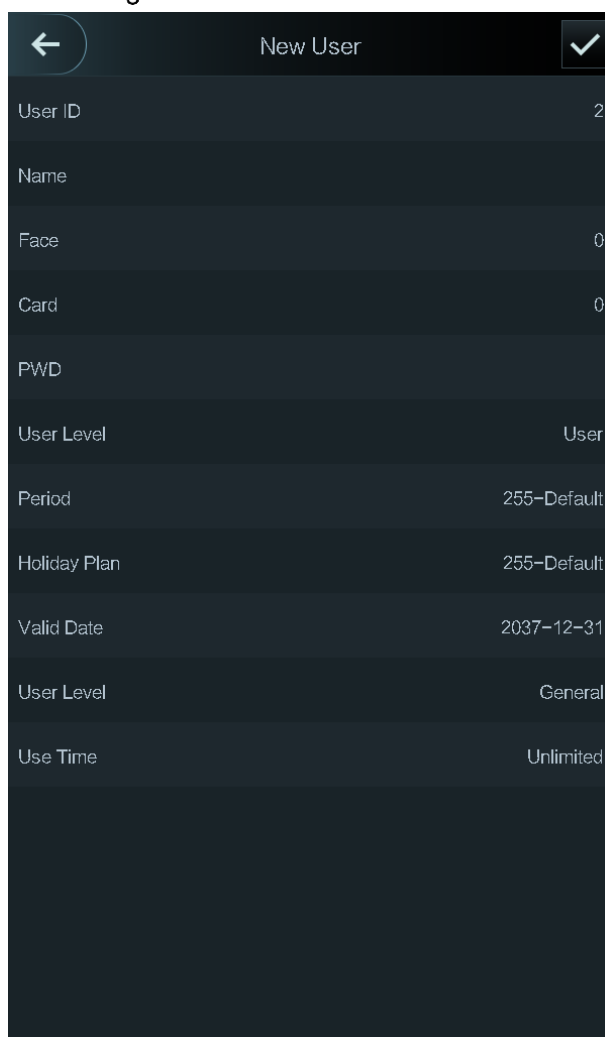 New User
User ID 2
Name
Face 0
Card 0
PWD
User Level User
Period 255-Default
Holiday Plan 255-Default
Valid Date 2037-12-31
User Level General
Use Time Unlimited